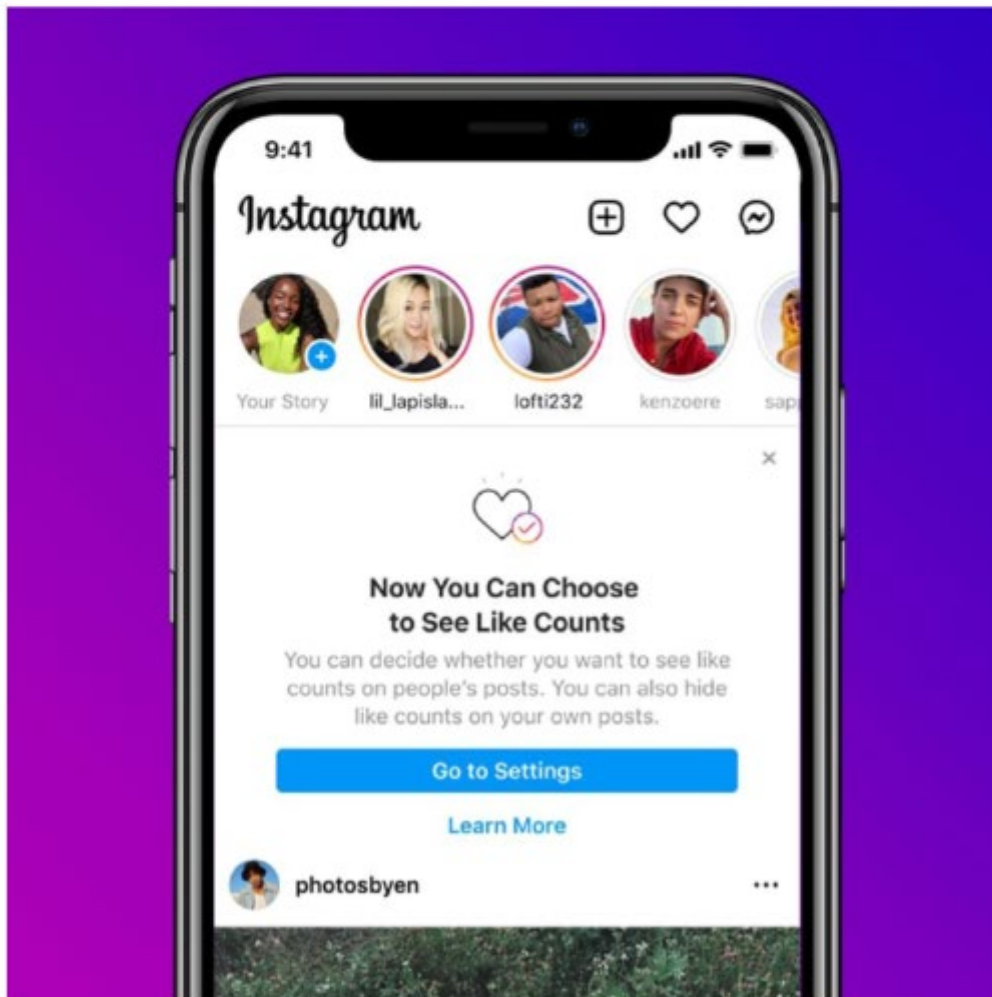 9:41
Instagram
Your Story
lil_lapisla...
lofti232
kenzoere
sap
Now You Can Choose
to See Like Counts
You can decide whether you want to see like
counts on people's posts. You can also hide
like counts on your own posts.
Go to Settings
Learn More
photosbyen